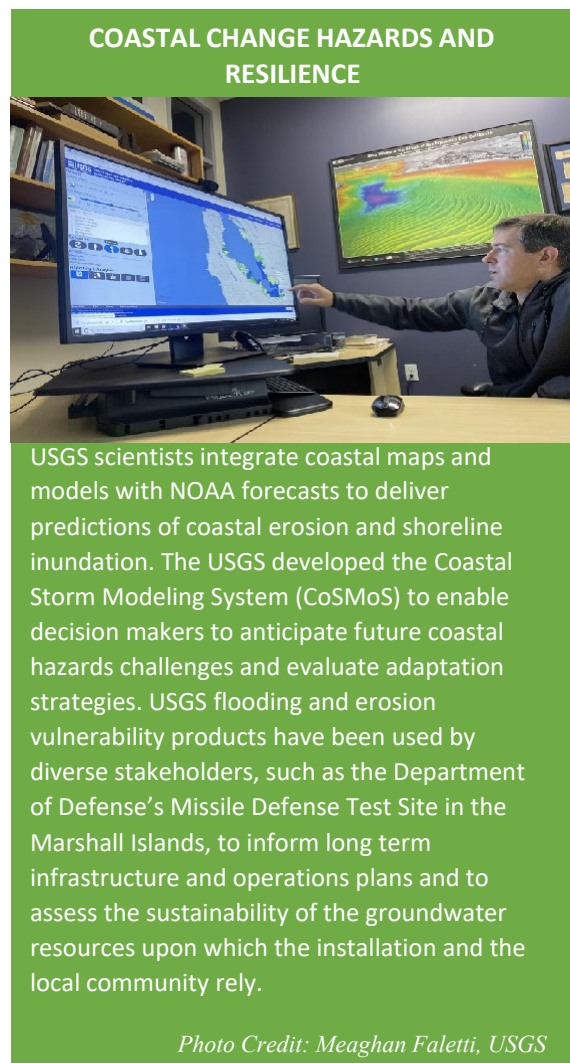 COASTAL CHANGE HAZARDS AND
RESILIENCE
USGS scientists integrate coastal maps and
models with NOAA forecasts to deliver
predictions of coastal erosion and shoreline
inundation. The USGS developed the Coastal
Storm Modeling System (CoSMoS) to enable
decision makers to anticipate future coastal
hazards challenges and evaluate adaptation
strategies. USGS flooding and erosion
vulnerability products have been used by
diverse stakeholders, such as the Department
of Defense’s Missile Defense Test Site in the
Marshall Islands, to inform long term
infrastructure and operations plans and to
assess the sustainability of the groundwater
resources upon which the installation and the
local community rely.
Photo Credit: Meaghan Faletti, USGS